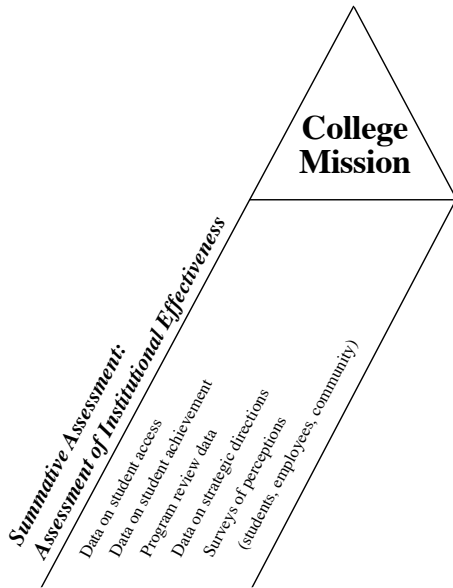 College
Mission
Summative Assessment:
Assessment of Institutional Effectiveness
Data on student access
Data on student achievement
Program review data
Data on strategic directions
Surveys of perceptions
(students, employees, community)